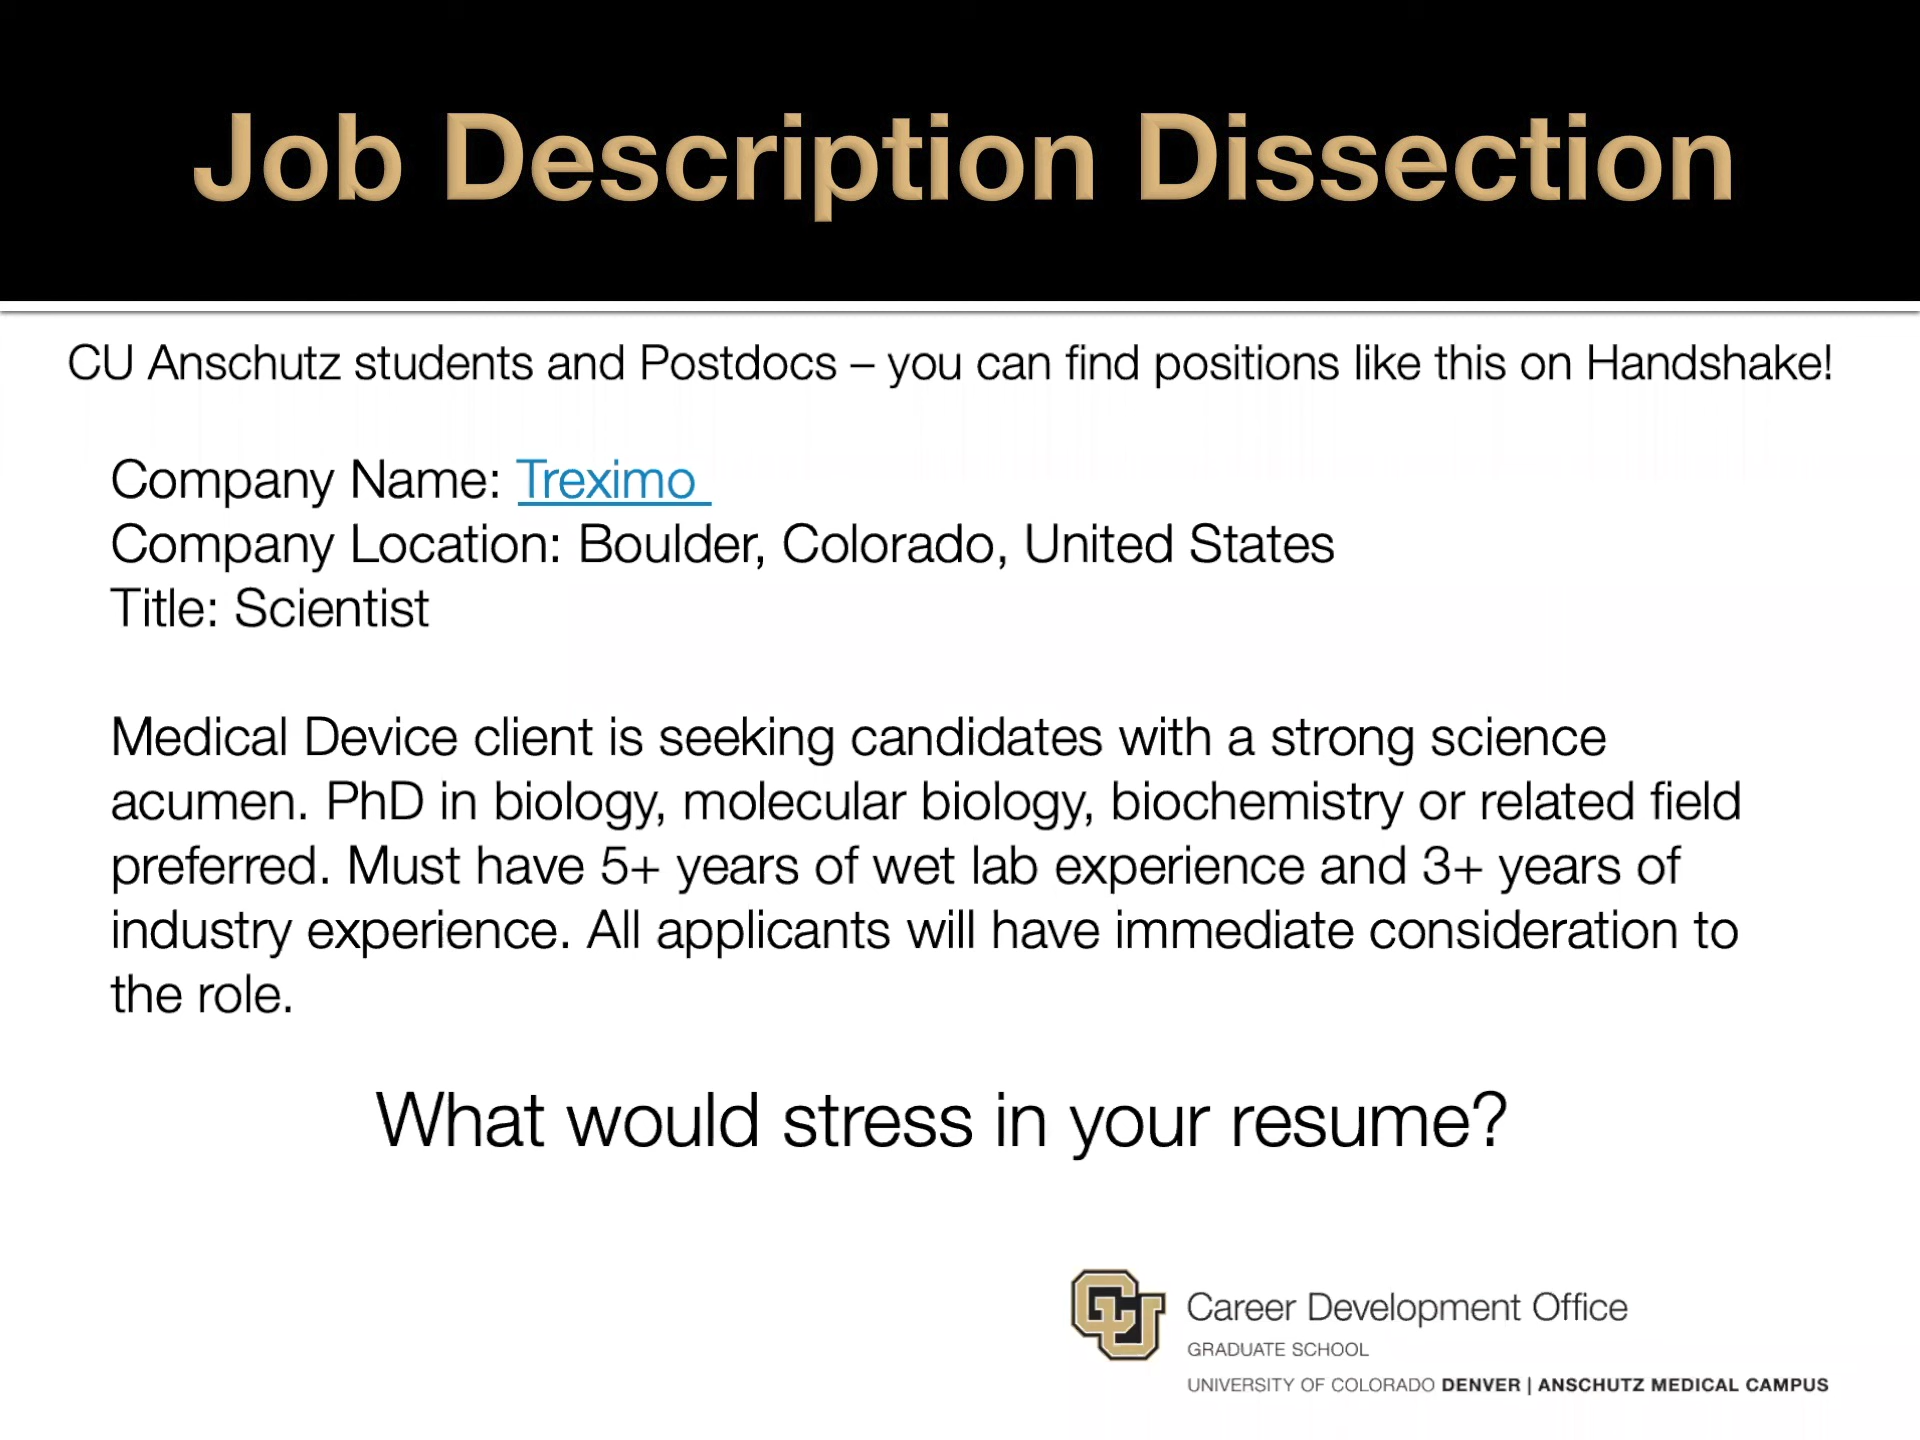 Job Description Dissection
CU Anschutz students and Postdocs – you can find positions like this on Handshake!
Company Name: Treximo
Company Location: Boulder, Colorado, United States
Title: Scientist
Medical Device client is seeking candidates with a strong science
acumen. PhD in biology, molecular biology, biochemistry or related field
preferred. Must have 5+ years of wet lab experience and 3+ years of
industry experience. All applicants will have immediate consideration to
the role.
What would stress in your resume?
CU
Career Development Office
GRADUATE SCHOOL
UNIVERSITY OF COLORADO DENVER | ANSCHUTZ MEDICAL CAMPUS